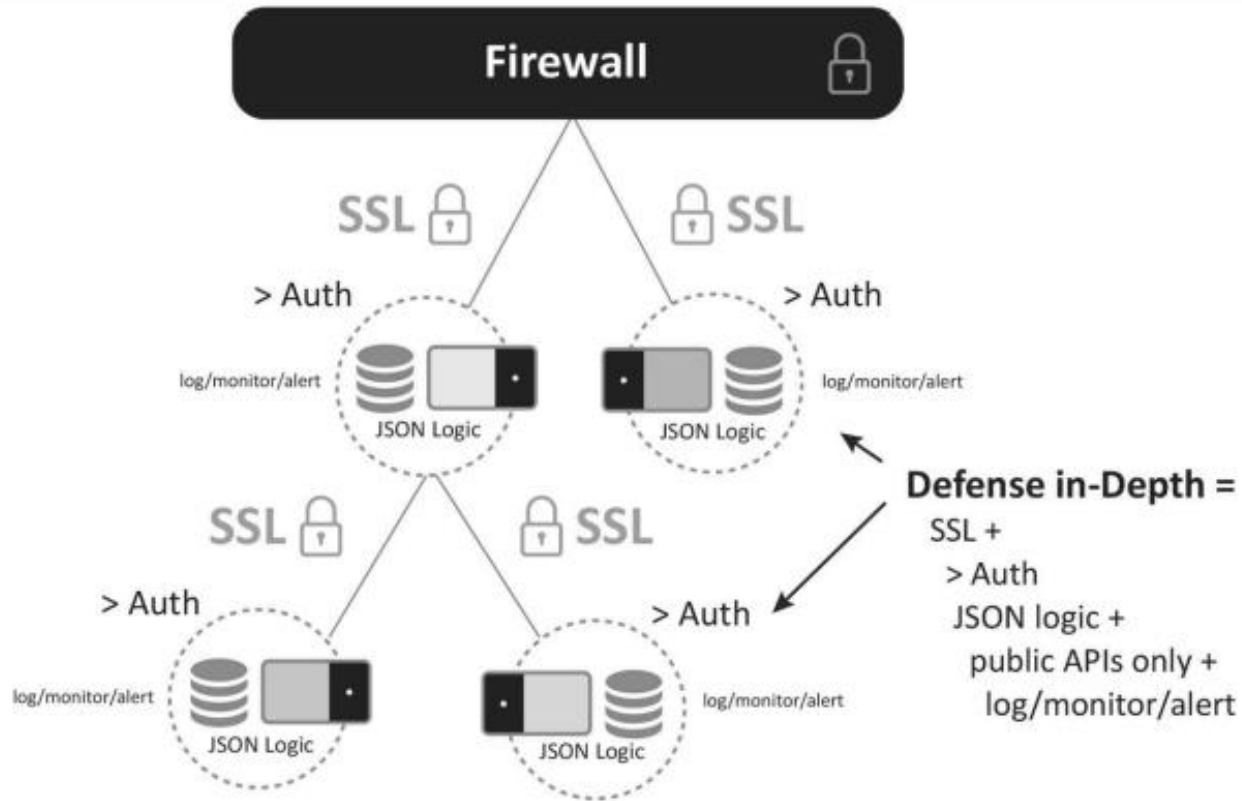 Firewall
SSL
SSL
> Auth
> Auth
log/monitor/alert
log/monitor/alert
JSON Logic
JSON Logic
Defense in-Depth =
SSL +
> Auth
JSON logic +
public APIs only +
log/monitor/alert
SSL
SSL
> Auth
> Auth
log/monitor/alert
log/monitor/alert
JSON Logic
JSON Logic